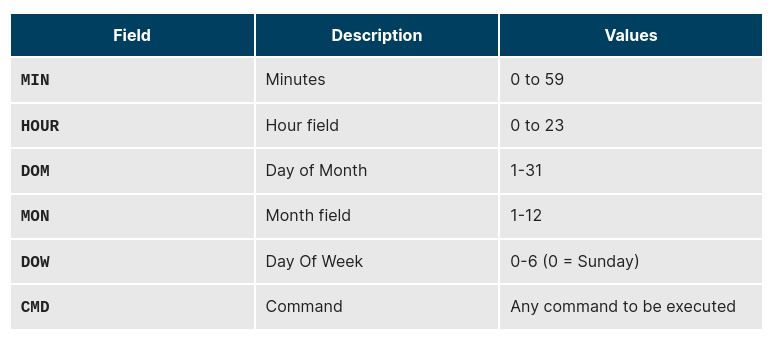 Field Description Values
MIN Minutes 0 to 59
HOUR Hour field 0 to 23
DOM Day of Month 1-31
MON Month field 1-12
DOW Day Of Week 0-6 (0 = Sunday)
CMD Command Any command to be executed